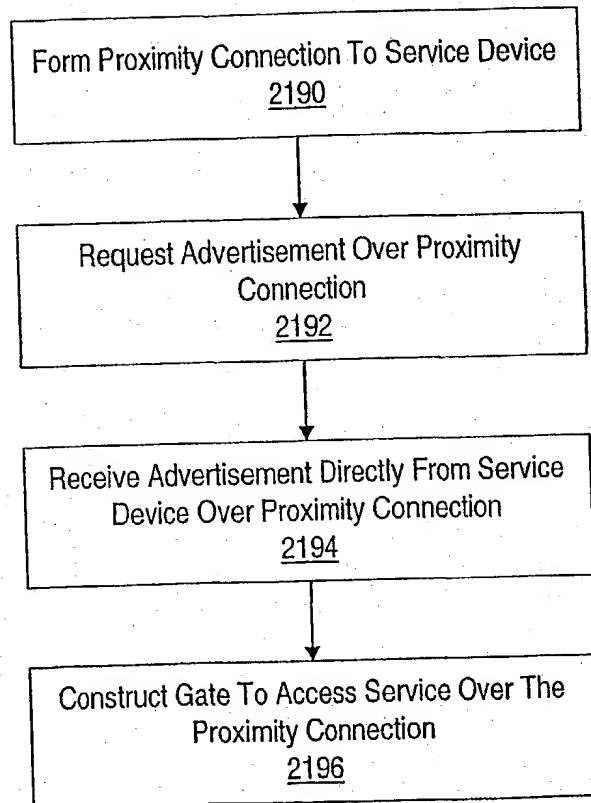 Form Proximity Connection To Service Device
2190
Request Advertisement Over Proximity
Connection
2192
Receive Advertisement Directly From Service
Device Over Proximity Connection
2194
Construct Gate To Access Service Over The
Proximity Connection
2196